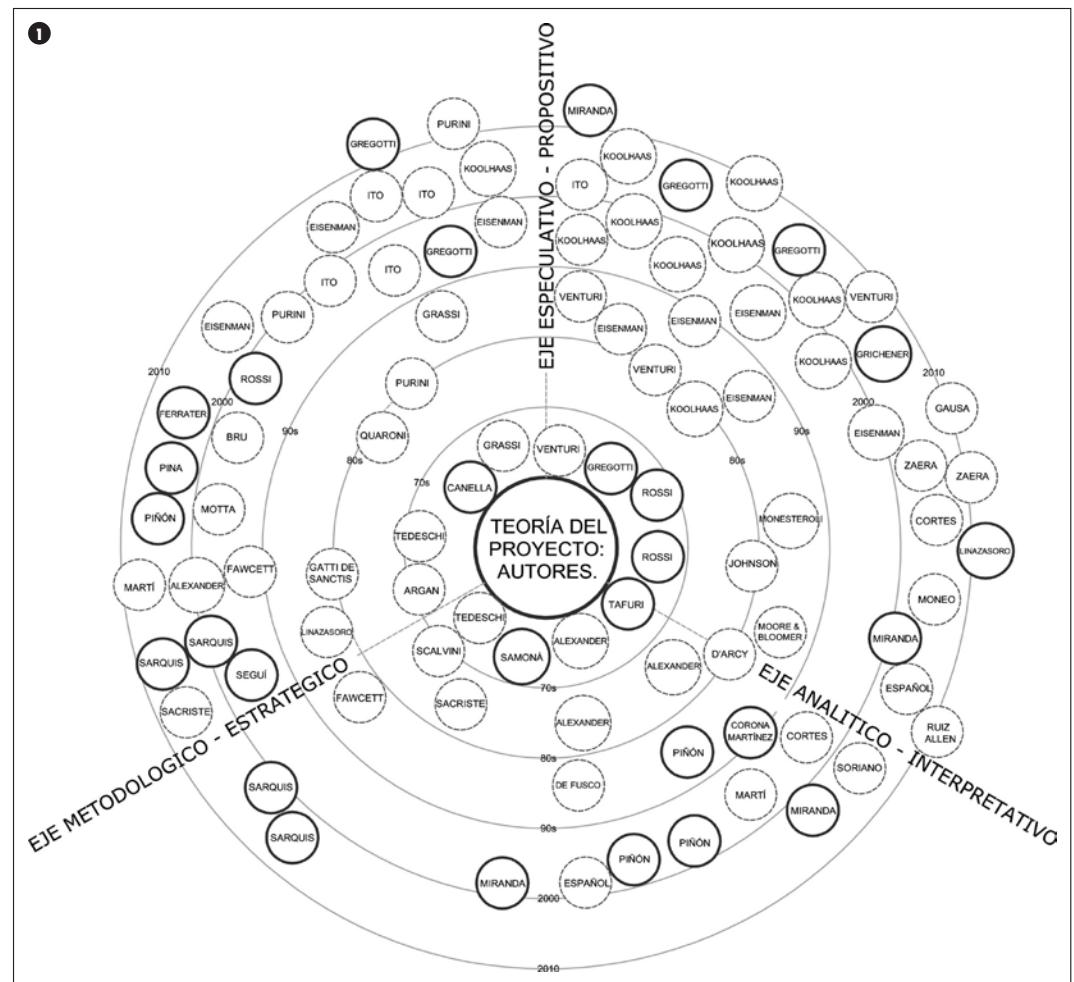 1
EJE ESPECULATIVO - PROPOSITIVO
MIRANDA
PURINI
GREGOTTI
KOOLHAAS
KOOLHAAS
ITO
GREGOTTI
KOOLHAAS
ITO
ITO
EISENMAN
EISENMAN
KOOLHAAS
KOOLHAAS
KOOLHAAS
GREGOTTI
GREGOTTI
ITO
KOOLHAAS
ITO
VENTURI
KOOLHAAS
VENTURI
PURINI
GRASSI
EISENMAN
EISENMAN
EISENMAN
EISENMAN
GRICHENER
KOOLHAAS
VENTURI
2010
ROSSI
PURINI
EISENMAN
2010
2000
KOOLHAAS
2000
FERRATER
GAUSA
90s
BRU
QUARONI
90s
EISENMAN
GRASSI
VENTURI
80s
80s
PINA
GREGOTTI
ZAERA
ZAERA
70s
CANELLA
ROSSI
MOTTA
PIÑÓN
MONESTEROLI
CORTES
TEORÍA DEL
PROYECTO:
AUTORES.
TEDESCHI
LINAZASORO
ROSSI
JOHNSON
FAWCETT
GATTI DE
SANCTIS
MARTÍ
ALEXANDER
ARGAN
MONEO
TAFURI
TEDESCHI
LINAZASORO
MOORE &
BLOOMER
MIRANDA
SARQUIS
ALEXANDER
SCALVINI
SAMONÀ
D'ARCY
SARQUIS
ALEXANDER
SEGUÍ
70s
ESPAÑOL
FAWCETT
SACRISTE
SACRISTE
ALEXANDER
CORONA
MARTÍNEZ
CORTES
RUIZ
ALLEN
PIÑÓN
80s
SORIANO
DE FUSCO
SARQUIS
MARTÍ
MIRANDA
90s
SARQUIS
PIÑÓN
PIÑÓN
MIRANDA
ESPAÑOL
2000
2010
EJE METODOLOGICO - ESTRATEGICO
EJE ANALITICO - INTERPRETATIVO